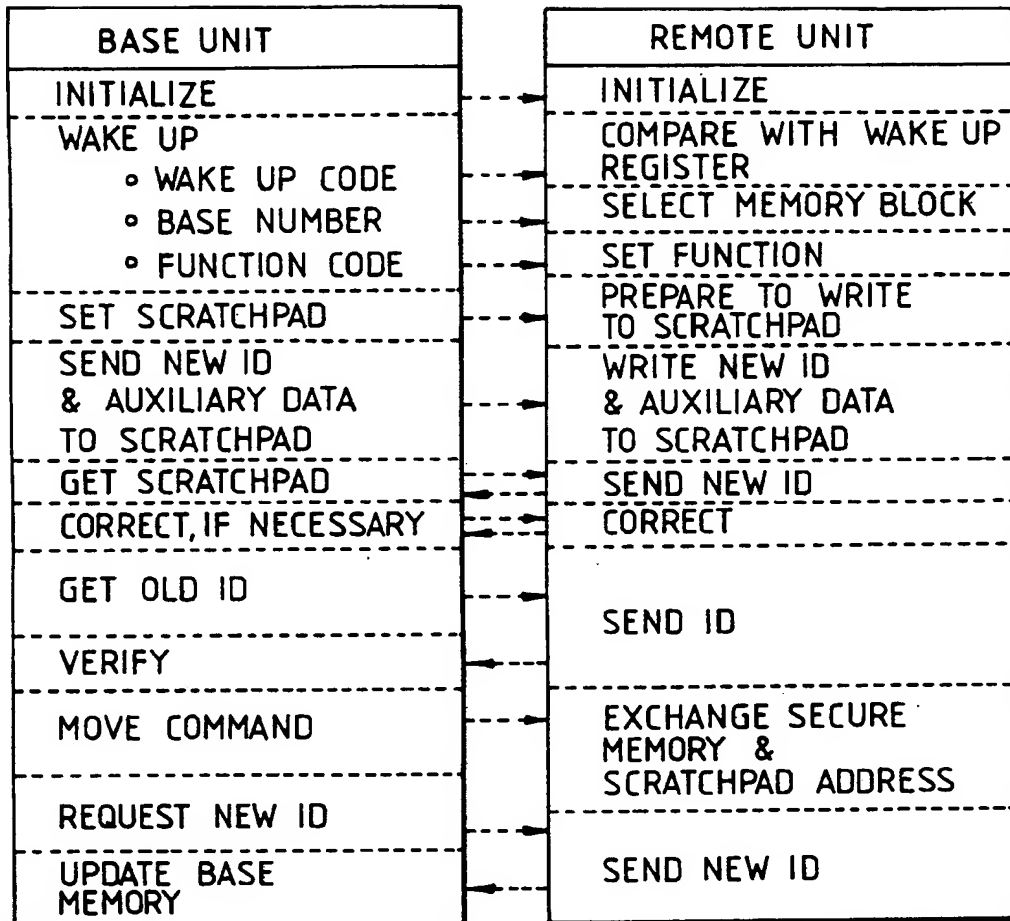 BASE UNIT
INITIALIZE
WAKE UP
∘ WAKE UP CODE
∘ BASE NUMBER
∘ FUNCTION CODE
SET SCRATCHPAD
SEND NEW ID
& AUXILIARY DATA
TO SCRATCHPAD
GET SCRATCHPAD
CORRECT, IF NECESSARY
GET OLD ID
VERIFY
MOVE COMMAND
REQUEST NEW ID
UPDATE BASE
MEMORY
REMOTE UNIT
INITIALIZE
COMPARE WITH WAKE UP
REGISTER
SELECT MEMORY BLOCK
SET FUNCTION
PREPARE TO WRITE
TO SCRATCHPAD
WRITE NEW ID
& AUXILIARY DATA
TO SCRATCHPAD
SEND NEW ID
CORRECT
SEND ID
EXCHANGE SECURE
MEMORY &
SCRATCHPAD ADDRESS
SEND NEW ID